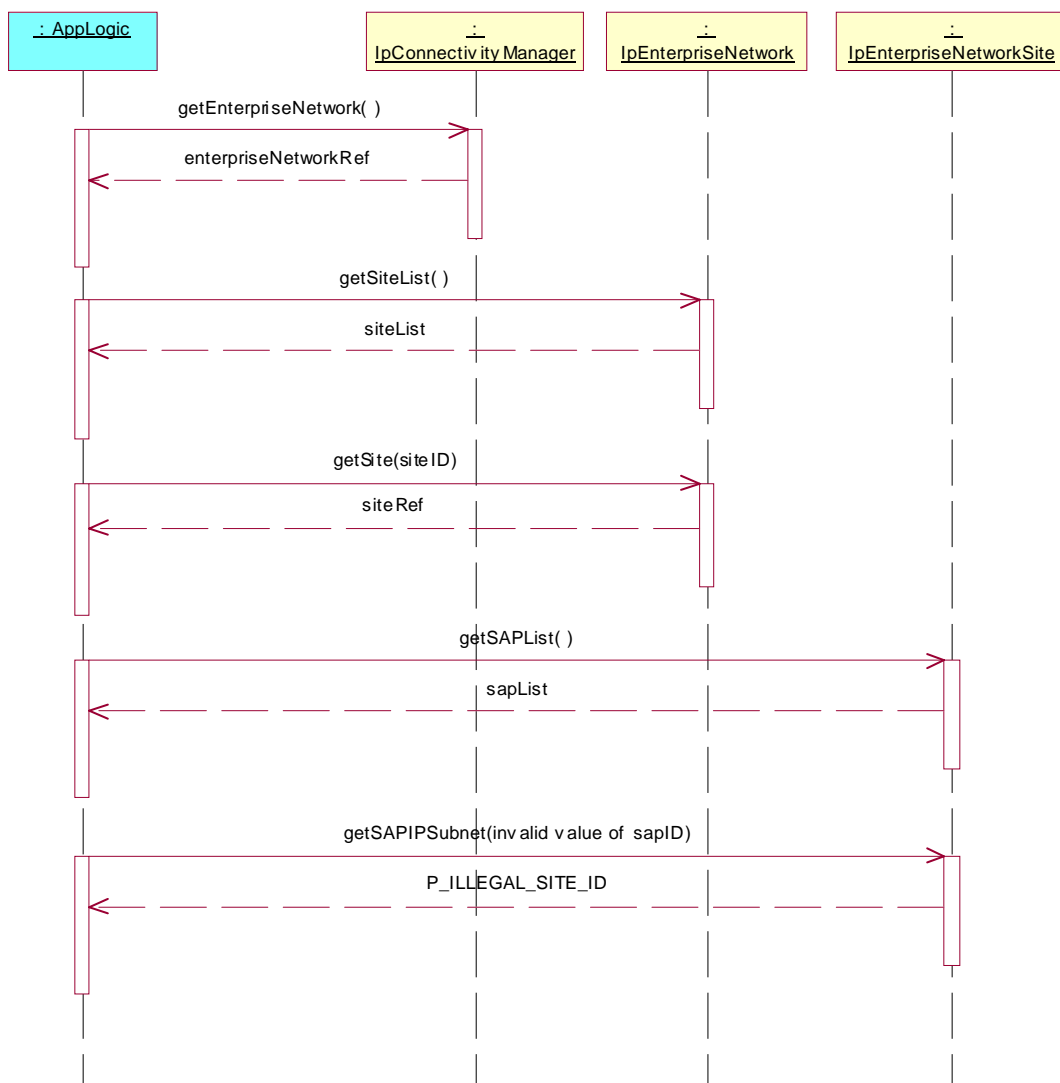 : AppLogic
:
IpConnectivityManager
:
IpEnterpriseNetwork
:
IpEnterpriseNetworkSite
getEnterpriseNetwork( )
enterpriseNetworkRef
getSiteList( )
siteList
getSite(siteID)
siteRef
getSAPList( )
sapList
getSAPIPSubnet(invalid value of sapID)
P_ILLEGAL_SITE_ID